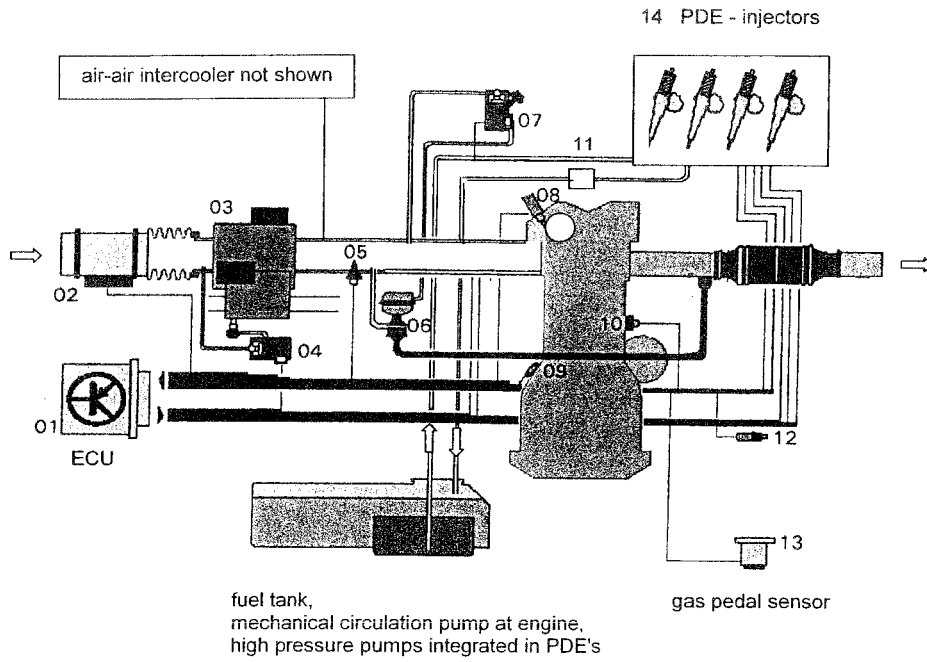 14 PDE - injectors
air-air intercooler not shown
07
11
08
03
02
05
06
10
04
09
01
ECU
12
13
fuel tank,
mechanical circulation pump at engine,
high pressure pumps integrated in PDE's
gas pedal sensor